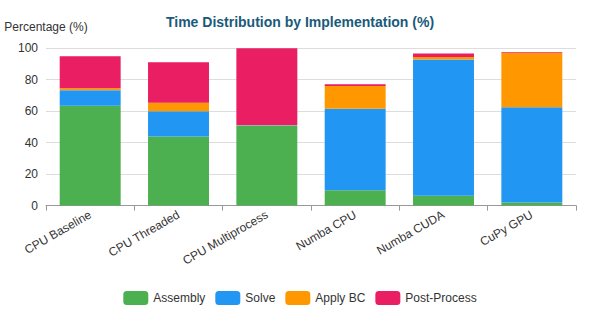 Time Distribution by Implementation (%)
Percentage (%)
100
80
60
40
20
0
CPU Baseline
CPU Threaded
CPU Multiprocess
Numba CPU
Numba CUDA
CuPy GPU
Assembly Solve Apply BC Post-Process